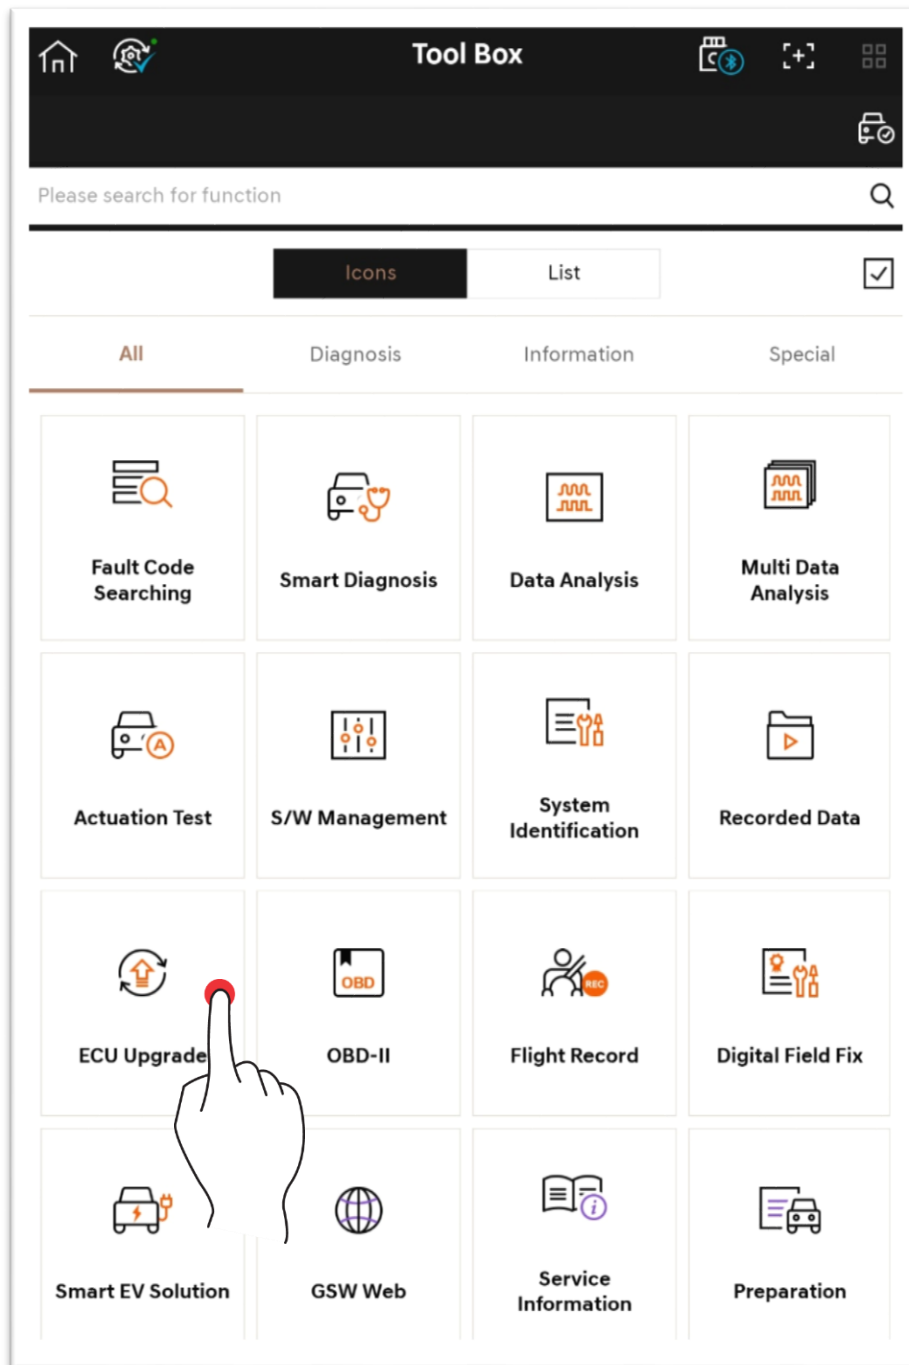 Tool Box
Please search for function
Icons
List
All
Diagnosis
Information
Special
Fault Code
Searching
Smart Diagnosis
Data Analysis
Multi Data
Analysis
A
Actuation Test
S/W Management
System
Identification
Recorded Data
ECU Upgrade
OBD
OBD-II
REC
Flight Record
Digital Field Fix
Smart EV Solution
GSW Web
i
Service
Information
Preparation